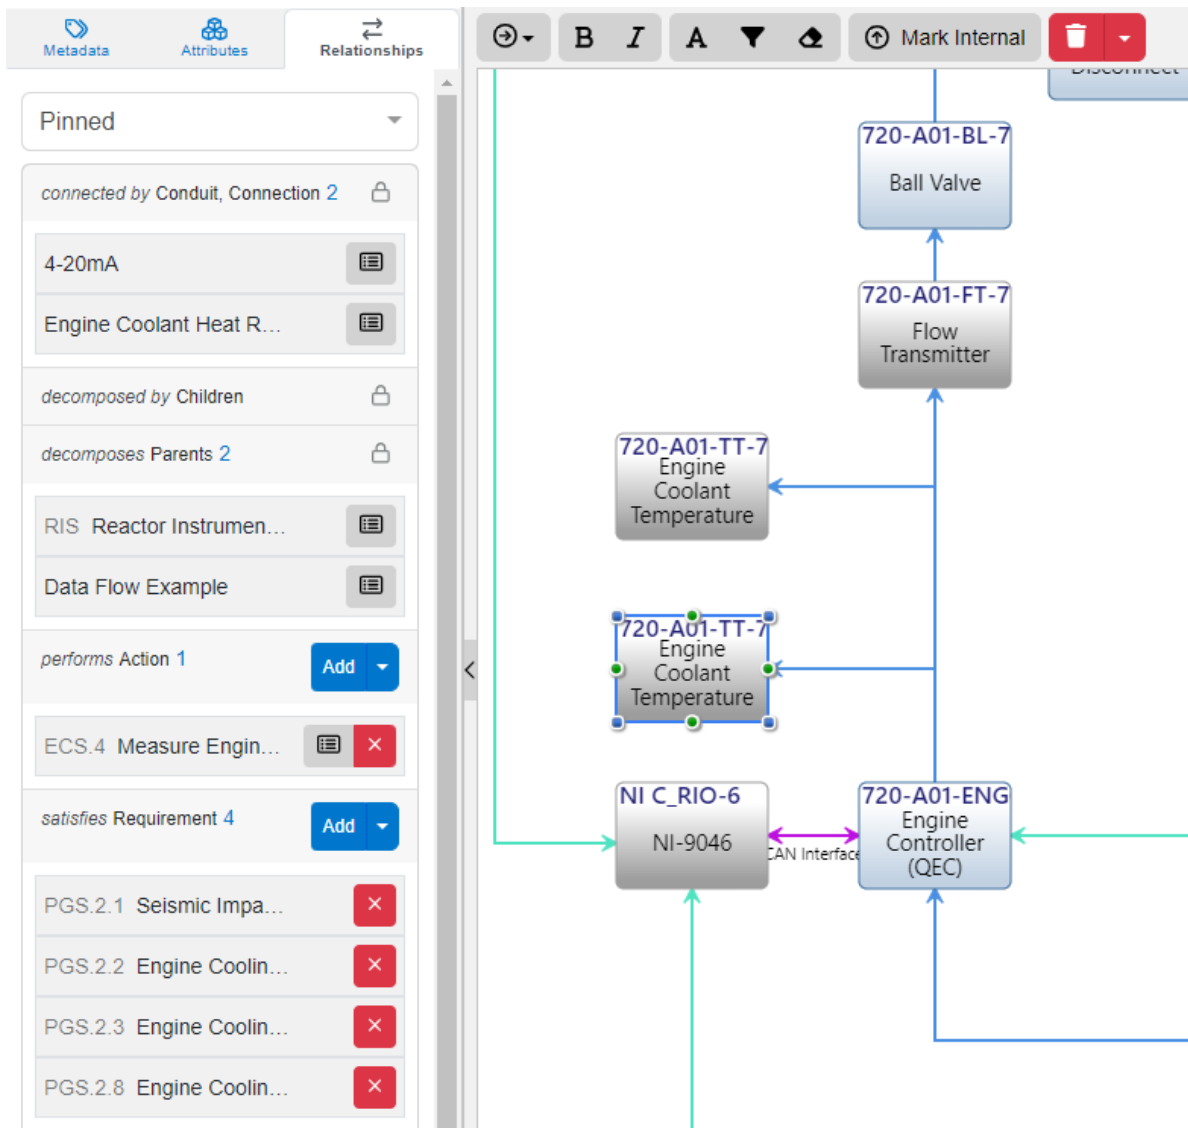 Metadata
Attributes
Relationships
Pinned
connected by Conduit, Connection 2
4-20mA
Engine Coolant Heat R...
decomposed by Children
decomposes Parents 2
RIS Reactor Instrumen...
Data Flow Example
performs Action 1
Add
ECS.4 Measure Engin...
satisfies Requirement 4
Add
PGS.2.1 Seismic Impa...
PGS.2.2 Engine Coolin...
PGS.2.3 Engine Coolin...
PGS.2.8 Engine Coolin...
B
I
A
Mark Internal
Disconnect
720-A01-BL-7
Ball Valve
720-A01-FT-7
Flow
Transmitter
720-A01-TT-7
Engine
Coolant
Temperature
720-A01-TT-7
Engine
Coolant
Temperature
NI C_RIO-6
NI-9046
CAN Interface
720-A01-ENG
Engine
Controller
(QEC)